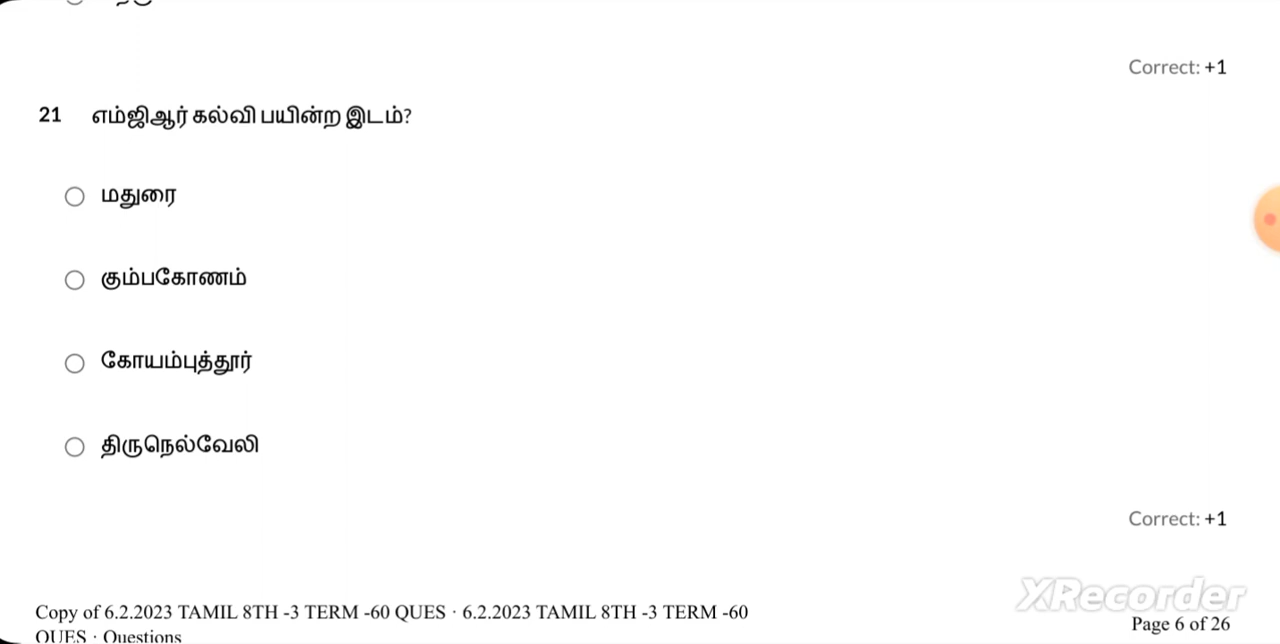 Correct: +1
21 எம்ஜிஆர் கல்வி பயின்ற இடம்?
மதுரை
கும்பகோணம்
கோயம்புத்தூர்
திருநெல்வேலி
Correct: +1
XRecorder
Copy of 6.2.2023 TAMIL 8TH -3 TERM -60 QUES · 6.2.2023 TAMIL 8TH -3 TERM -60
Page 6 of 26
QUES · Questions